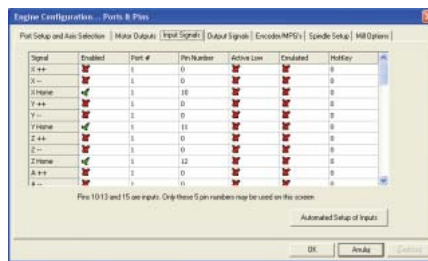 Engine Configuration... Ports & Pins
Port Setup and Axis Selection Motor Outputs Input Signals Output Signals Encoder/MPG's Spindle Setup Mill Options
Signal Enabled Port # Pin Number Active Low Emulated HotKey
X ++ 1 0 0
X -- 1 0 0
X Home 1 10 0
Y ++ 1 0 0
Y -- 1 0 0
Y Home 1 11 0
Z ++ 1 0 0
Z -- 1 0 0
Z Home 1 12 0
A ++ 1 0 0
A --
Pins 10-13 and 15 are inputs. Only these 5 pin numbers may be used on this screen
Automated Setup of Inputs
OK Annulla